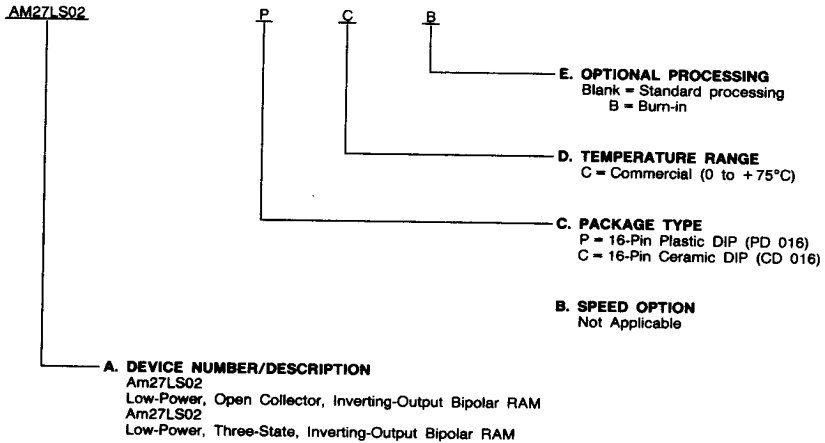 AM27LS02 P C B
E. OPTIONAL PROCESSING
Blank = Standard processing
B = Burn-in
D. TEMPERATURE RANGE
C = Commercial (0 to +75°C)
C. PACKAGE TYPE
P = 16-Pin Plastic DIP (PD 016)
C = 16-Pin Ceramic DIP (CD 016)
B. SPEED OPTION
Not Applicable
A. DEVICE NUMBER/DESCRIPTION
Am27LS02
Low-Power, Open Collector, Inverting-Output Bipolar RAM
Am27LS02
Low-Power, Three-State, Inverting-Output Bipolar RAM